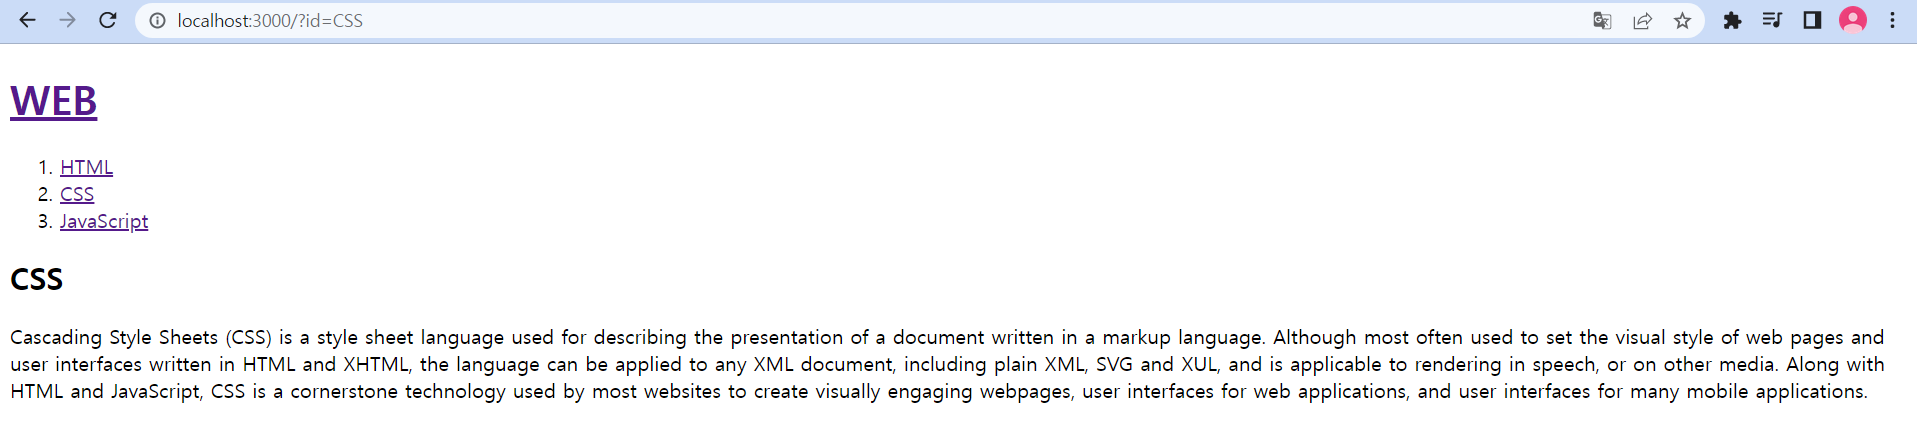 localhost:3000/?id=CSS
WEB
1. HTML
2. CSS
3. JavaScript
CSS
Cascading Style Sheets (CSS) is a style sheet language used for describing the presentation of a document written in a markup language. Although most often used to set the visual style of web pages and
user interfaces written in HTML and XHTML, the language can be applied to any XML document, including plain XML, SVG and XUL, and is applicable to rendering in speech, or on other media. Along with
HTML and JavaScript, CSS is a cornerstone technology used by most websites to create visually engaging webpages, user interfaces for web applications, and user interfaces for many mobile applications.